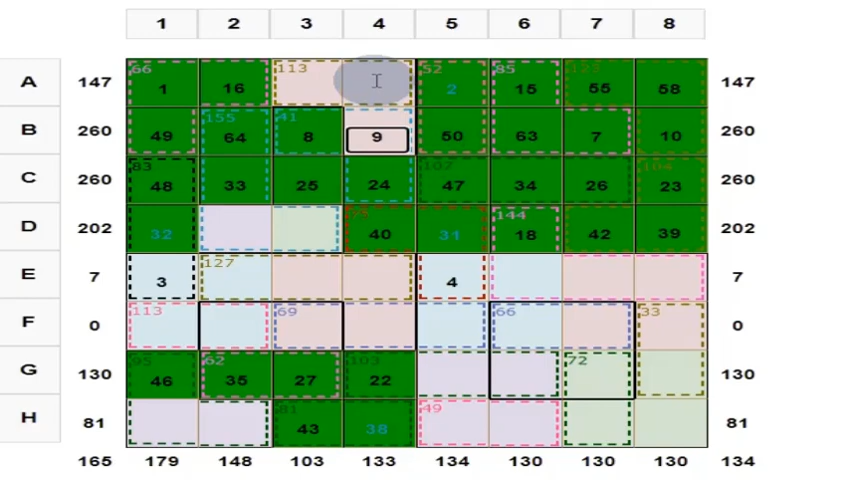 1 2 3 4 5 6 7 8
66 113 52 85 123
A 147 1 16 2 15 55 58 147
155 41
B 260 49 64 8 9 50 63 7 10 260
83 107 104
C 260 48 33 25 24 47 34 26 23 260
144
D 202 32 40 31 18 42 39 202
127
E 7 3 4 7
113 69 66 33
F 0 0
95 62 103 72
G 130 46 35 27 22 130
81 49
H 81 43 38 81
165 179 148 103 133 134 130 130 130 134